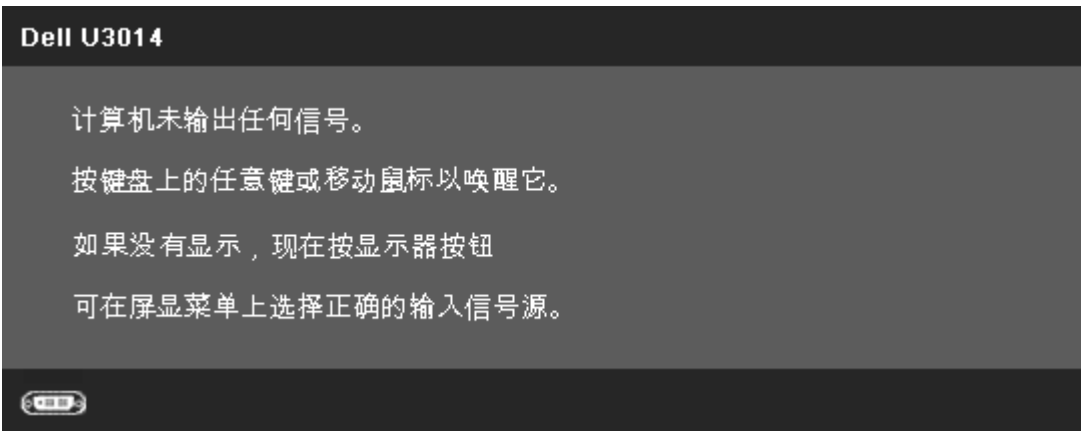 Dell U3014
计算机未输出任何信号。
按键盘上的任意键或移动鼠标以唤醒它。
如果没有显示，现在按显示器按钮
可在屏显菜单上选择正确的输入信号源。